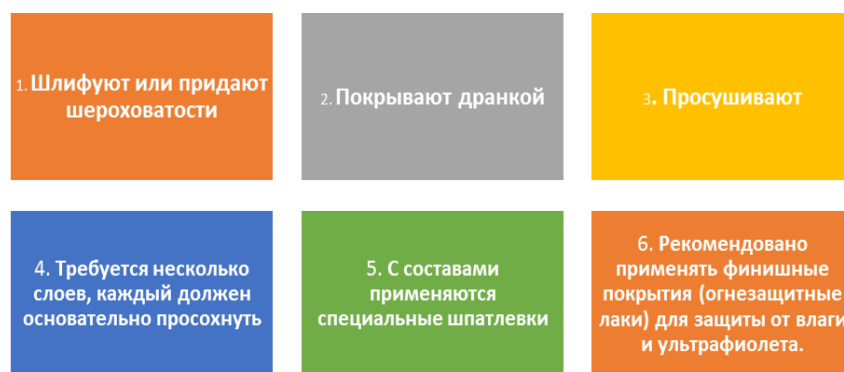 1. Шлифуют или придают
шероховатости
2. Покрывают дранкой
3. Просушивают
4. Требуется несколько
слоев, каждый должен
основательно просохнуть
5. С составами
применяются
специальные шпатлевки
6. Рекомендовано
применять финишные
покрытия (огнезащитные
лаки) для защиты от влаги
и ультрафиолета.